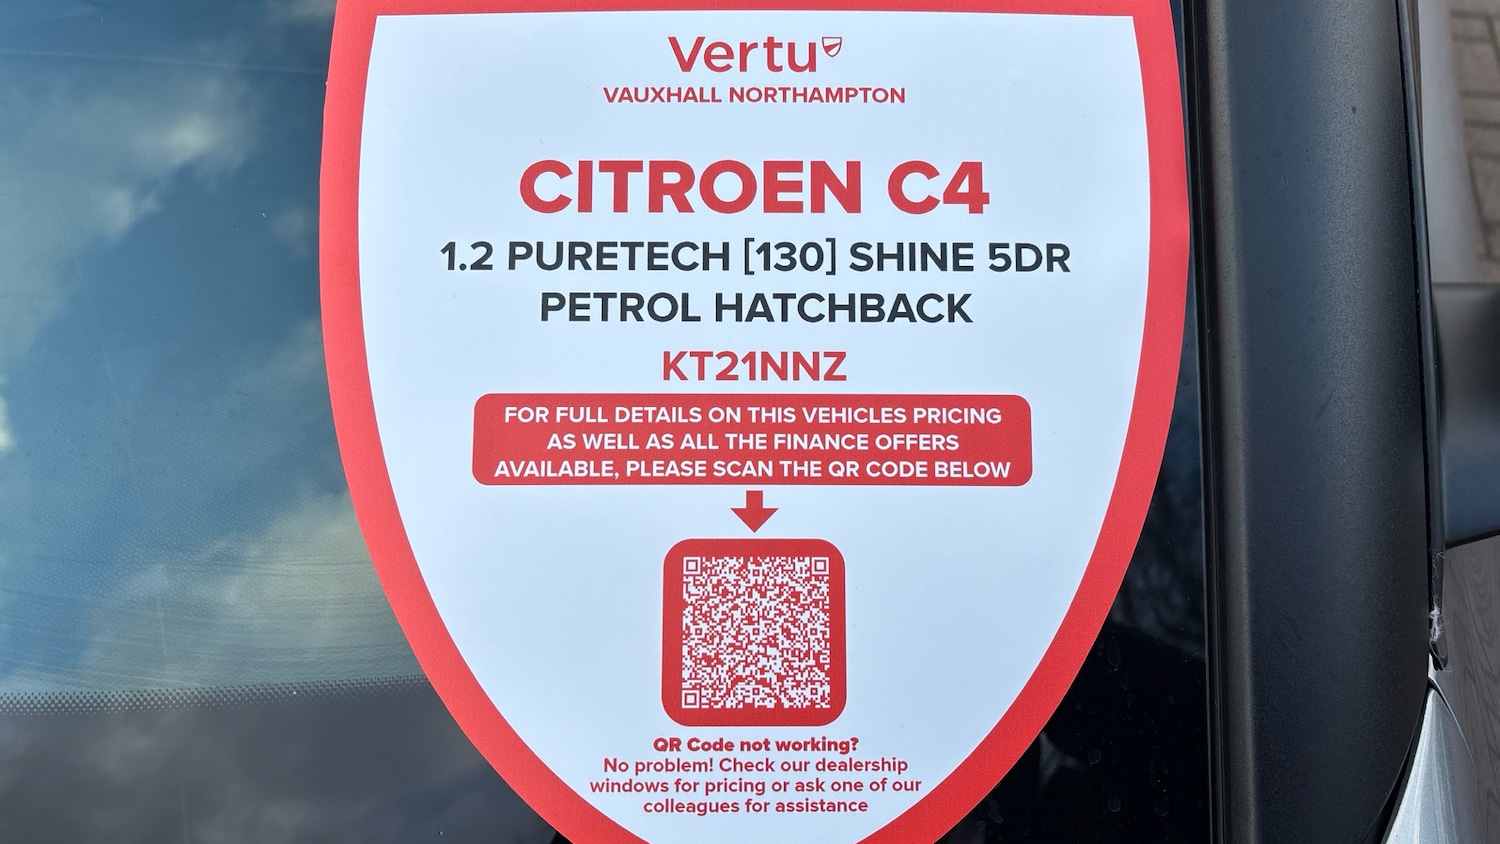 Vertu
VAUXHALL NORTHAMPTON
CITROEN C4
1.2 PURETECH [130] SHINE 5DR
PETROL HATCHBACK
KT21NNZ
FOR FULL DETAILS ON THIS VEHICLES PRICING
AS WELL AS ALL THE FINANCE OFFERS
AVAILABLE, PLEASE SCAN THE QR CODE BELOW
QR Code not working?
No problem! Check our dealership
windows for pricing or ask one of our
colleagues for assistance